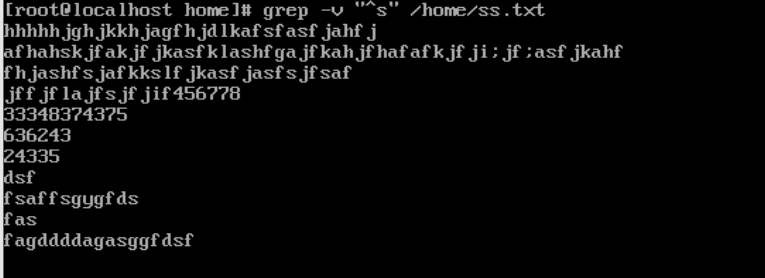 [root@localhost home]# grep -v "^s" /home/ss.txt
hhhhhjghjkkhjagfhjdlkafsfasfjahfj
afhahskjfakjfjkasfklashfgajfkahjfhafafkjfji;jf;asfjkahf
fhjashfsjafkkslfjkasfjasfsjfsaf
jffjflajfsjfjif456778
33348374375
636243
24335
dsf
fsaffsgygfds
fas
fagddddagasggfdsf